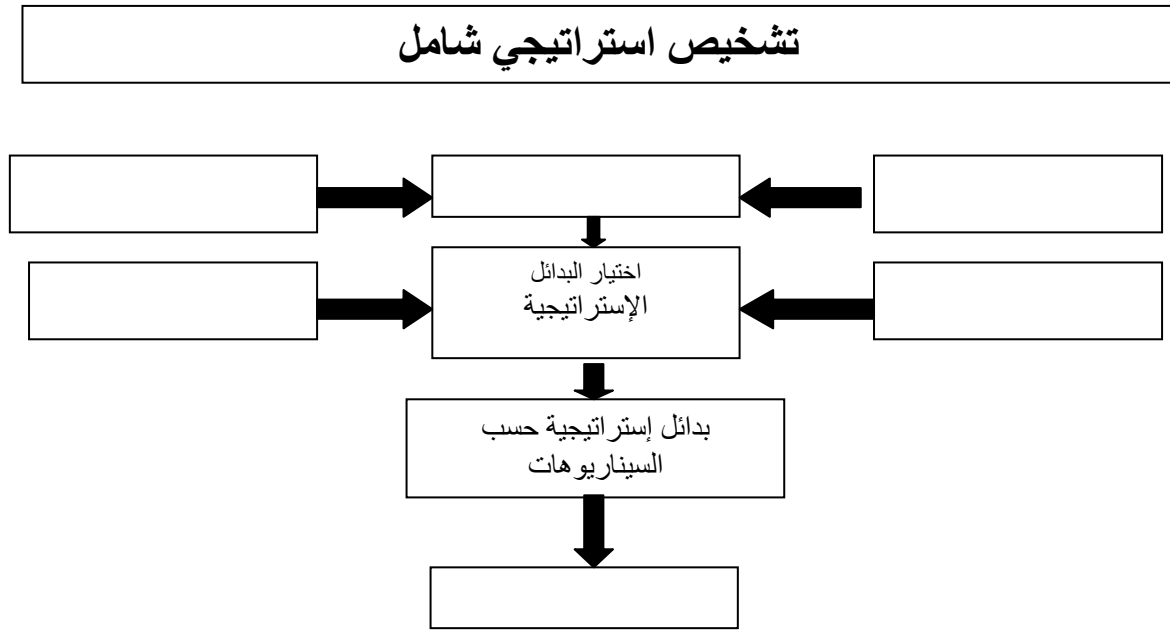 تشخيص استراتيجي شامل
اختيار البدائل
الإستراتيجية
بدائل إستراتيجية حسب
السيناريوهات